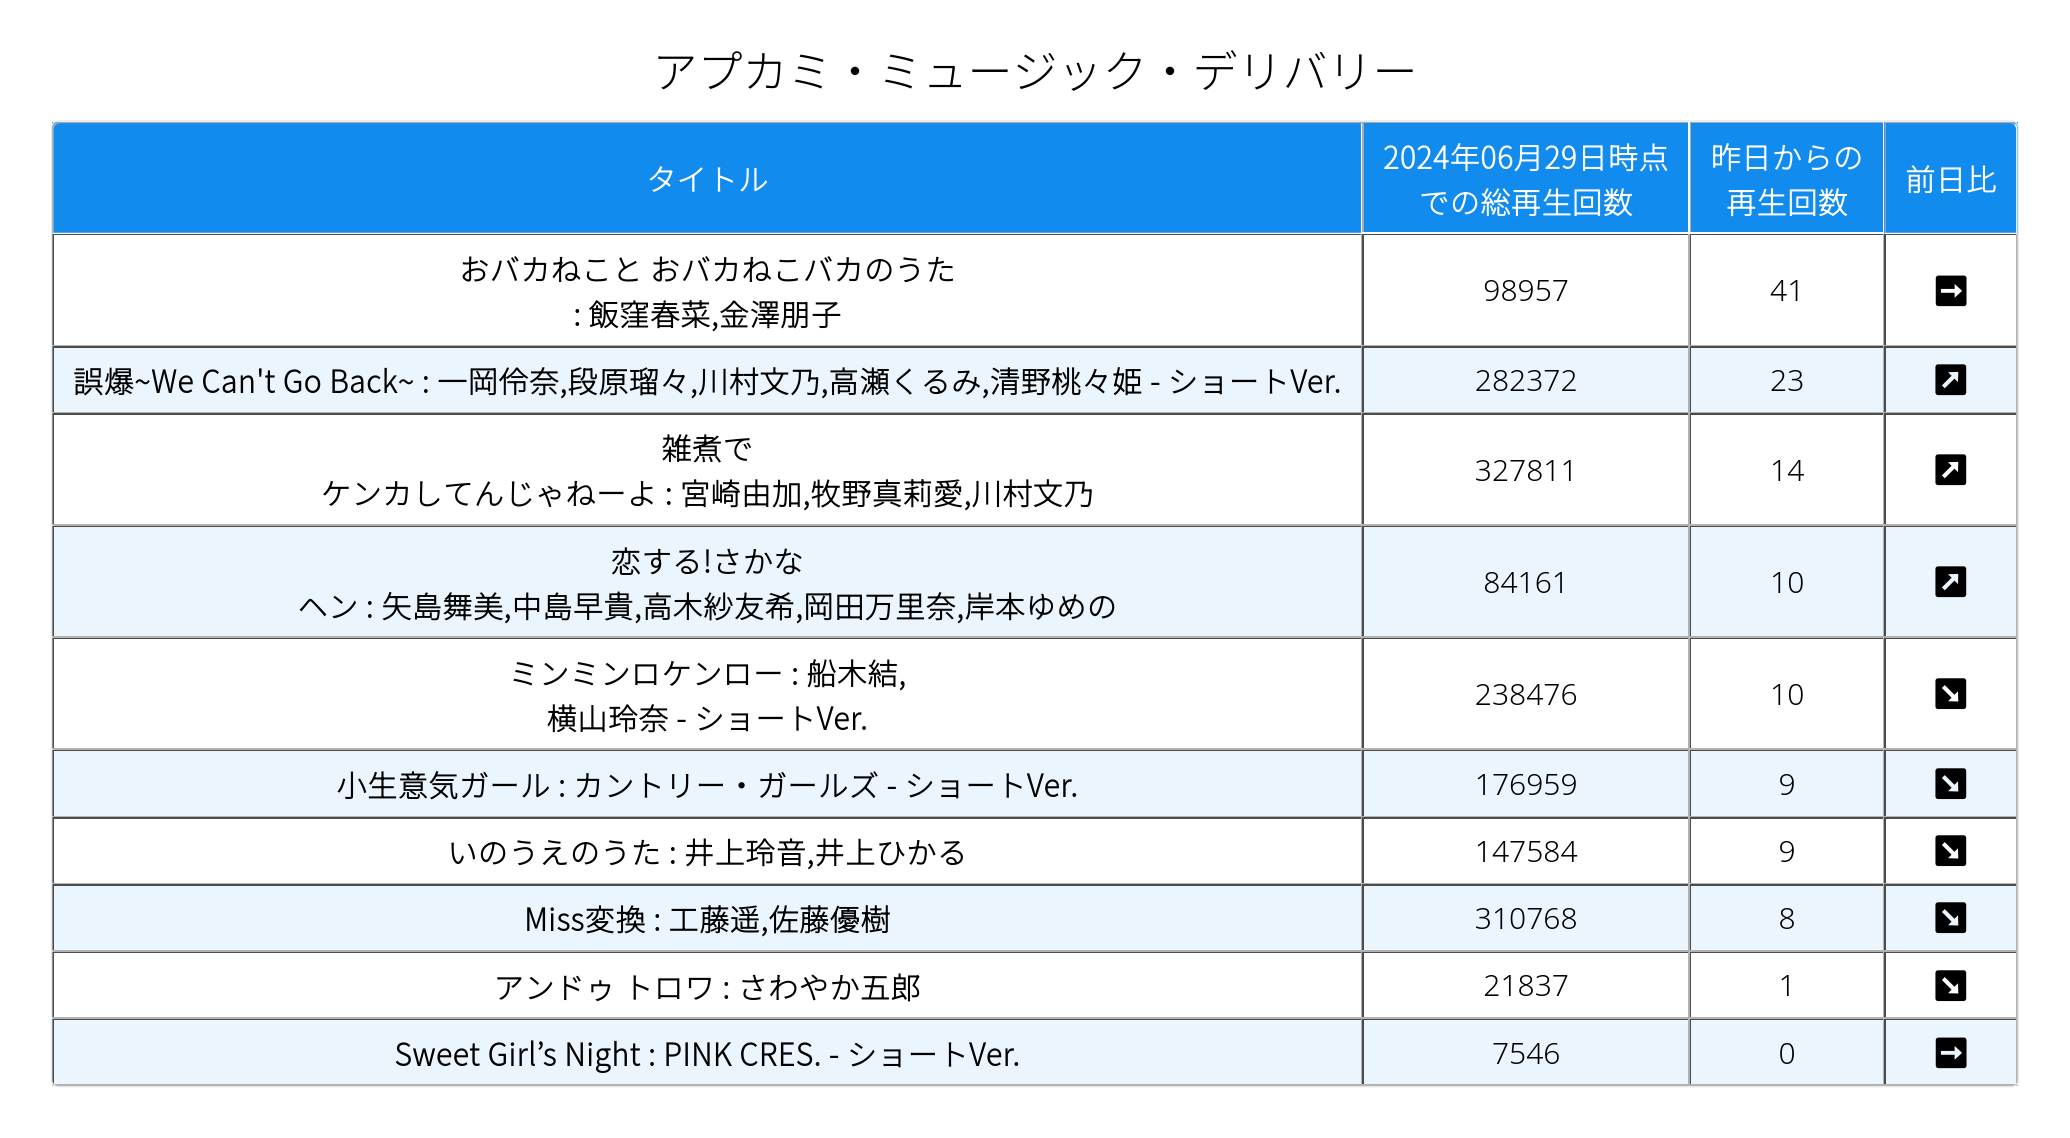 アプカミ・ミュージック・デリバリー
タイトル
2024年06月29日時点
での総再生回数
昨日からの
再生回数
前日比
おバカねこと おバカねこバカのうた
: 飯窪春菜,金澤朋子
98957
41
誤爆~We Can't Go Back~ : 一岡伶奈,段原瑠々,川村文乃,高瀬くるみ,清野桃々姫 - ショートVer.
282372
23
雑煮で
ケンカしてんじゃねーよ : 宮崎由加,牧野真莉愛,川村文乃
327811
14
恋する!さかな
ヘン : 矢島舞美,中島早貴,高木紗友希,岡田万里奈,岸本ゆめの
84161
10
ミンミンロケンロー : 船木結,
横山玲奈 - ショートVer.
238476
10
小生意気ガール : カントリー・ガールズ - ショートVer.
176959
9
いのうえのうた : 井上玲音,井上ひかる
147584
9
Miss変換 : 工藤遥,佐藤優樹
310768
8
アンドゥ トロワ : さわやか五郎
21837
1
Sweet Girl’s Night : PINK CRES. - ショートVer.
7546
0